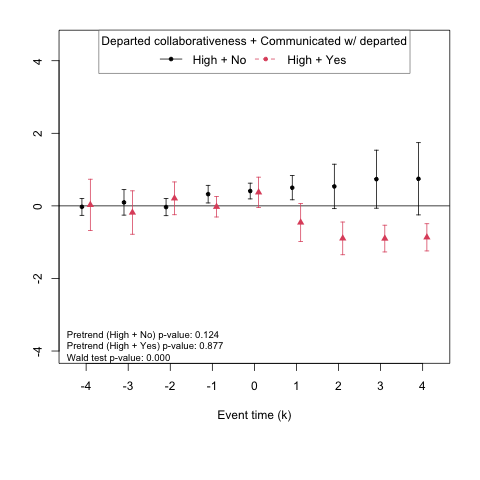 Departed collaborativeness + Communicated w/ departed
High + No High + Yes
4
2
0
-2
-4
Pretrend (High + No) p-value: 0.124
Pretrend (High + Yes) p-value: 0.877
Wald test p-value: 0.000
-4 -3 -2 -1 0 1 2 3 4
Event time (k)